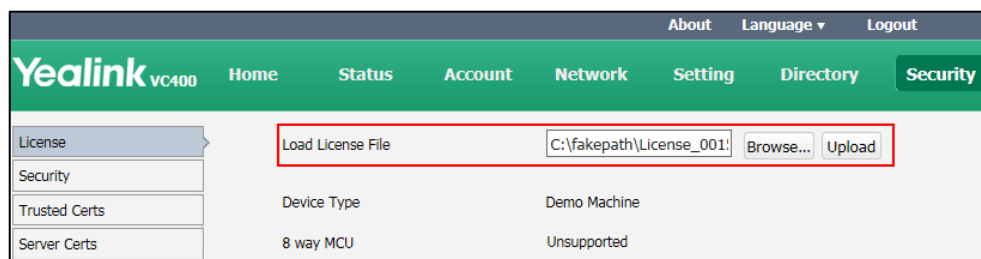 About Language ▾ Logout
Yealink VC400 Home Status Account Network Setting Directory Security
License Load License File C:\fakepath\License_001 Browse... Upload
Security
Trusted Certs Device Type Demo Machine
Server Certs 8 way MCU Unsupported